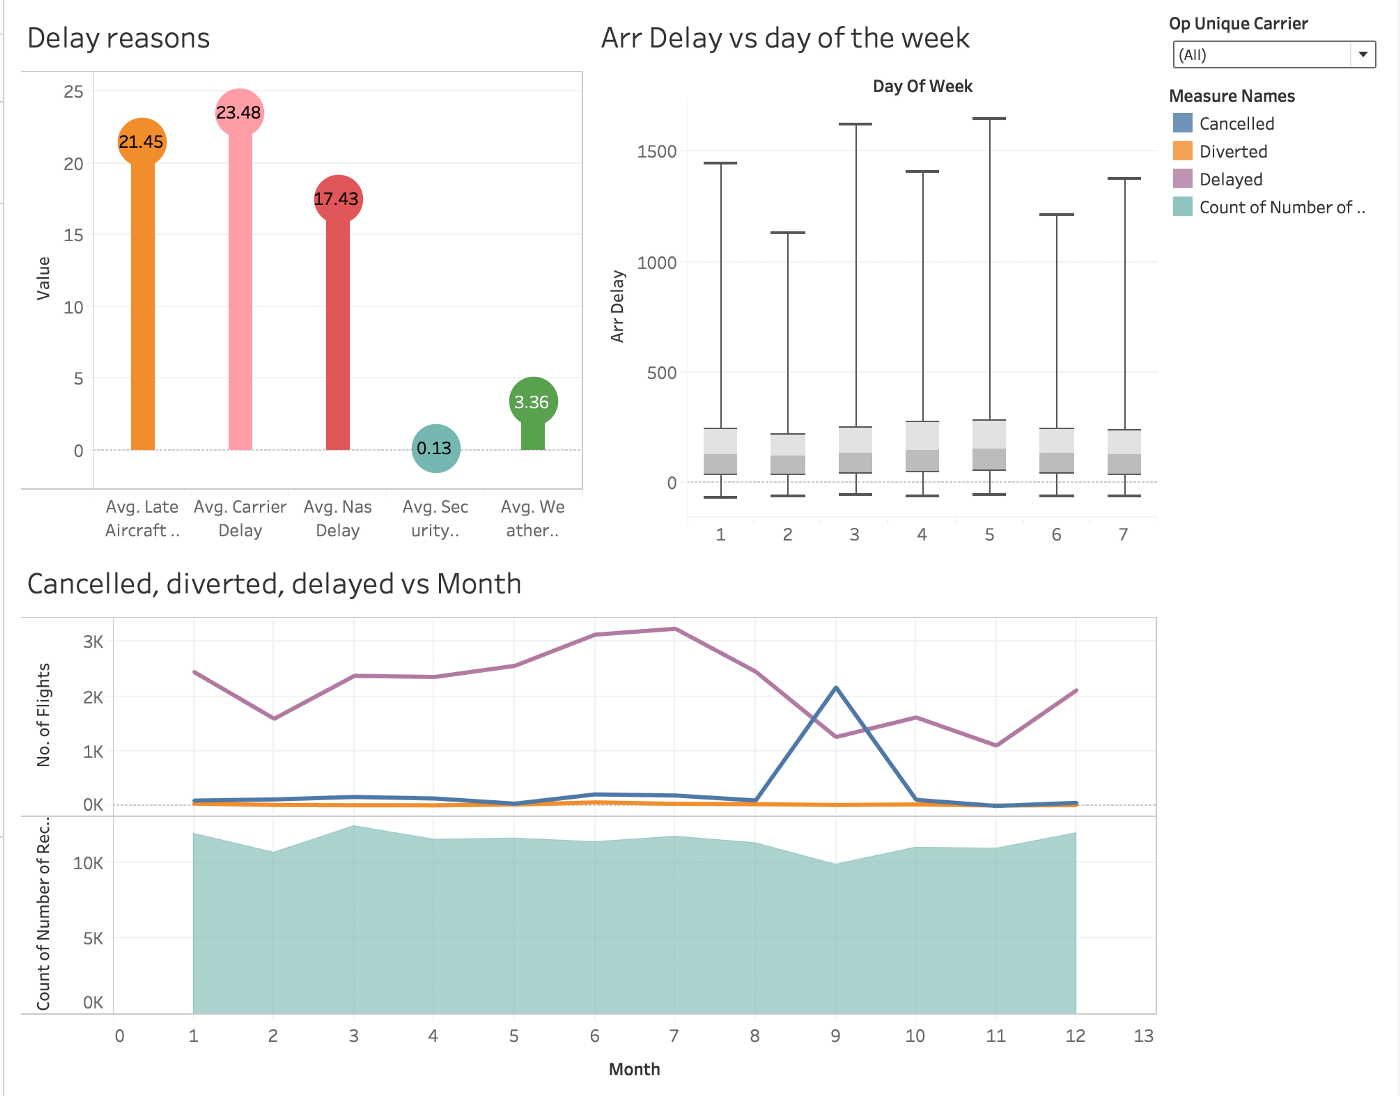 Delay reasons
25
20
15
10
5
0
Value
21.45
23.48
17.43
0.13
3.36
Avg. Late
Aircraft ..
Avg. Carrier
Delay
Avg. Nas
Delay
Avg. Sec
urity..
Avg. We
ather..
Arr Delay vs day of the week
Day Of Week
1500
1000
500
0
Arr Delay
1 2 3 4 5 6 7
Op Unique Carrier
(All)
Measure Names
Cancelled
Diverted
Delayed
Count of Number of ..
Cancelled, diverted, delayed vs Month
3K
2K
1K
0K
No. of Flights
10K
5K
0K
Count of Number of Rec..
0 1 2 3 4 5 6 7 8 9 10 11 12 13
Month